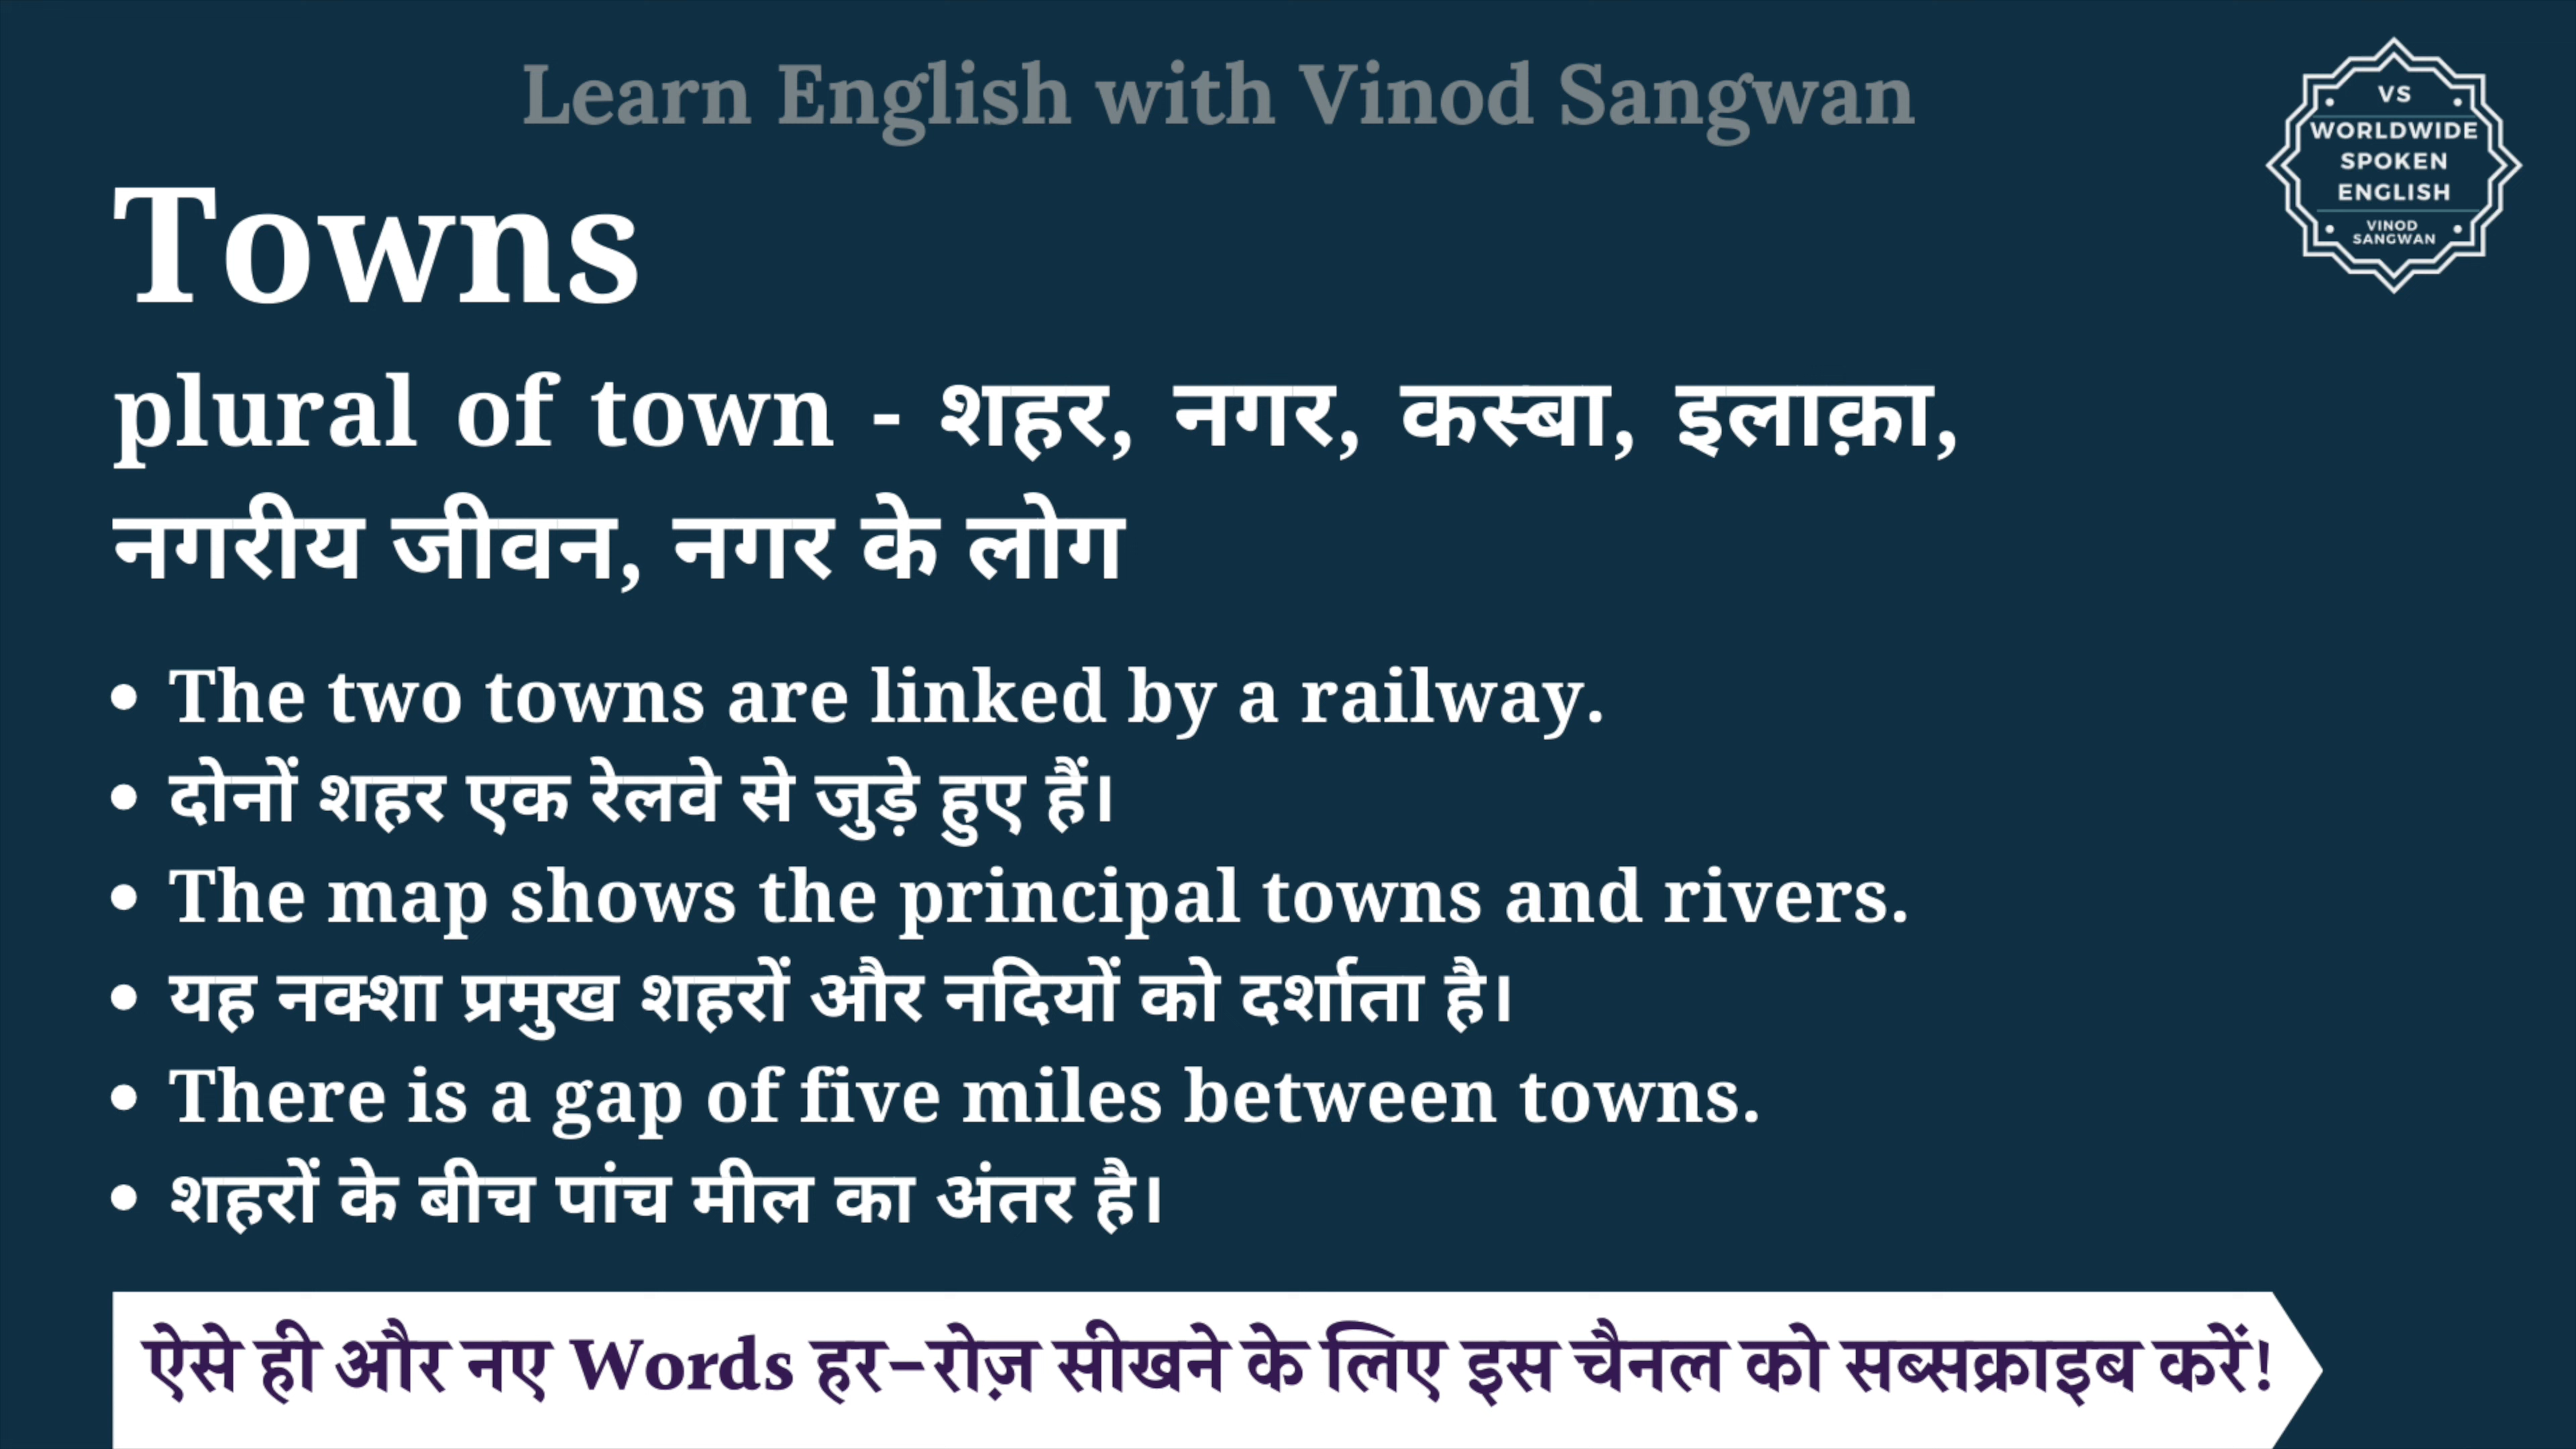 Learn English with Vinod Sangwan
VS
WORLDWIDE
SPOKEN
ENGLISH
VINOD
SANGWAN
Towns
plural of town - शहर, नगर, कस्बा, इलाक़ा,
नगरीय जीवन, नगर के लोग
• The two towns are linked by a railway.
• दोनों शहर एक रेलवे से जुड़े हुए हैं।
• The map shows the principal towns and rivers.
• यह नक्शा प्रमुख शहरों और नदियों को दर्शाता है।
• There is a gap of five miles between towns.
• शहरों के बीच पांच मील का अंतर है।
ऐसे ही और नए Words हर-रोज़ सीखने के लिए इस चैनल को सब्सक्राइब करें!